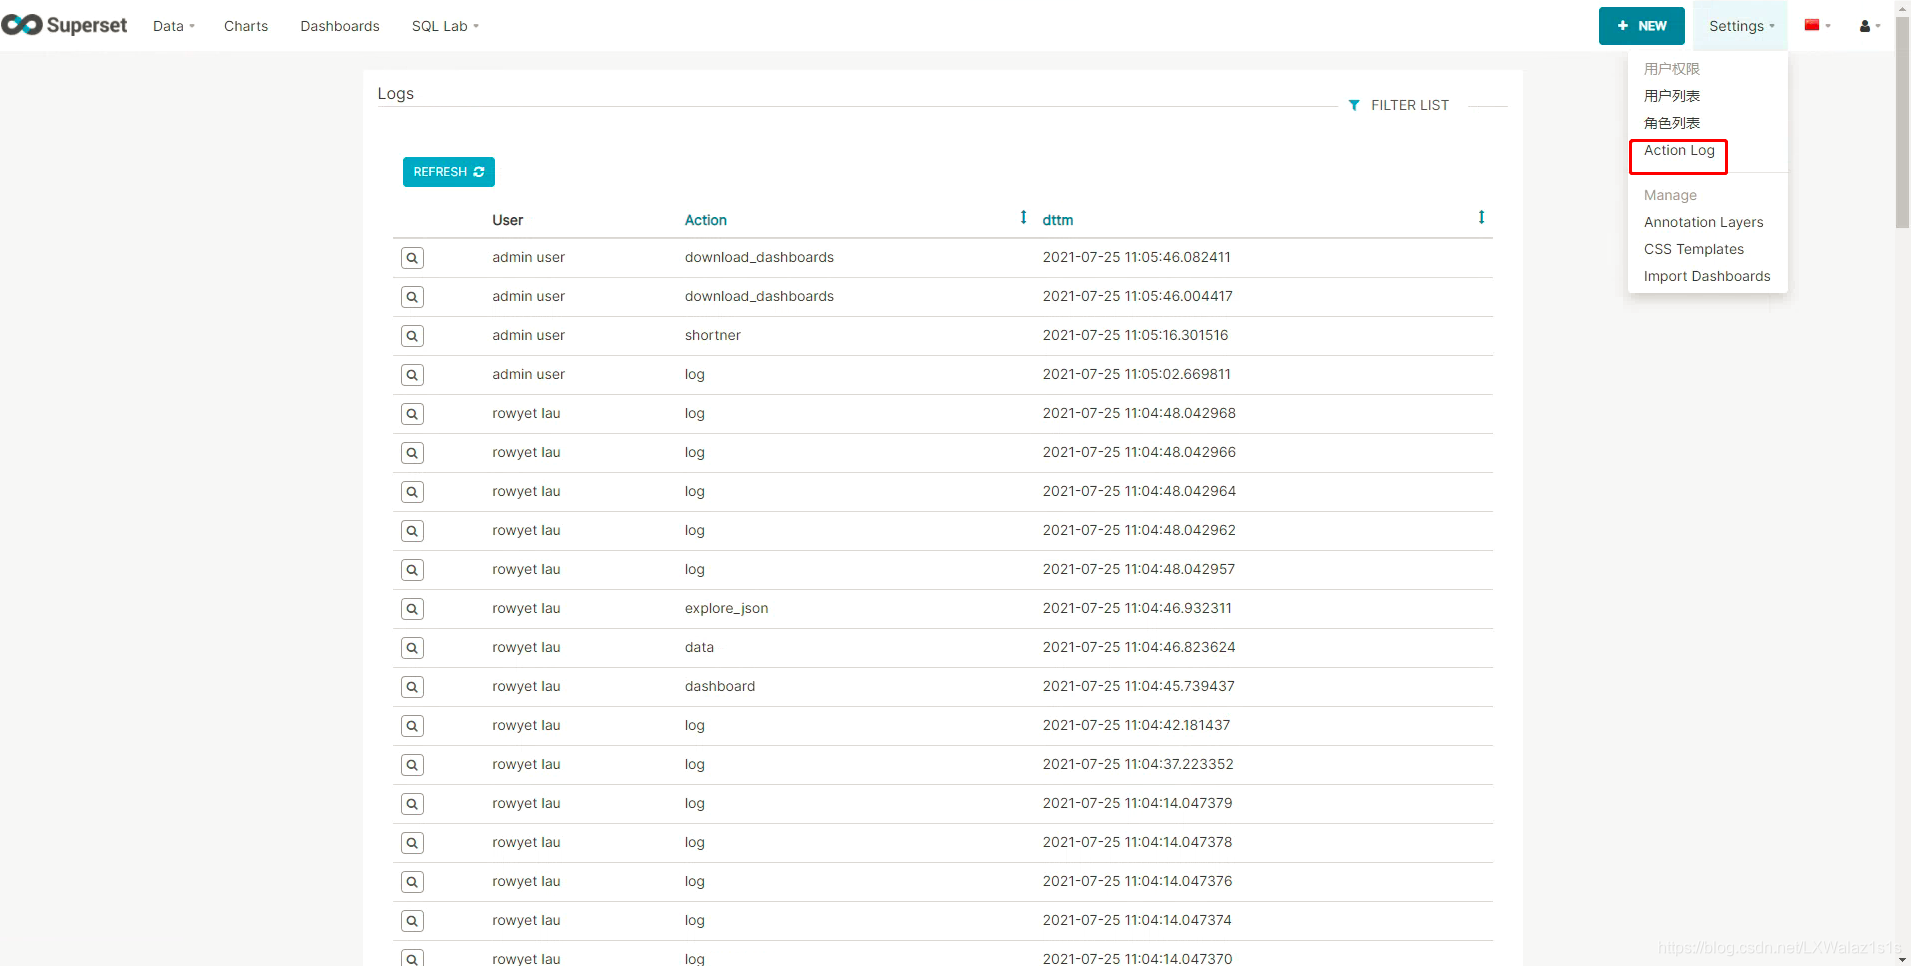 Superset Data Charts Dashboards SQL Lab + NEW Settings
用户权限
用户列表
角色列表
Action Log
Manage
Annotation Layers
CSS Templates
Import Dashboards
Logs
FILTER LIST
REFRESH
User Action dttm
admin user download_dashboards 2021-07-25 11:05:46.082411
admin user download_dashboards 2021-07-25 11:05:46.004417
admin user shortner 2021-07-25 11:05:16.301516
admin user log 2021-07-25 11:05:02.669811
rowyet lau log 2021-07-25 11:04:48.042968
rowyet lau log 2021-07-25 11:04:48.042966
rowyet lau log 2021-07-25 11:04:48.042964
rowyet lau log 2021-07-25 11:04:48.042962
rowyet lau log 2021-07-25 11:04:48.042957
rowyet lau explore_json 2021-07-25 11:04:46.932311
rowyet lau data 2021-07-25 11:04:46.823624
rowyet lau dashboard 2021-07-25 11:04:45.739437
rowyet lau log 2021-07-25 11:04:42.181437
rowyet lau log 2021-07-25 11:04:37.223352
rowyet lau log 2021-07-25 11:04:14.047379
rowyet lau log 2021-07-25 11:04:14.047378
rowyet lau log 2021-07-25 11:04:14.047376
rowyet lau log 2021-07-25 11:04:14.047374
rowyet lau log 2021-07-25 11:04:14.047370
https://blog.csdn.net/LXWalaz1s1s